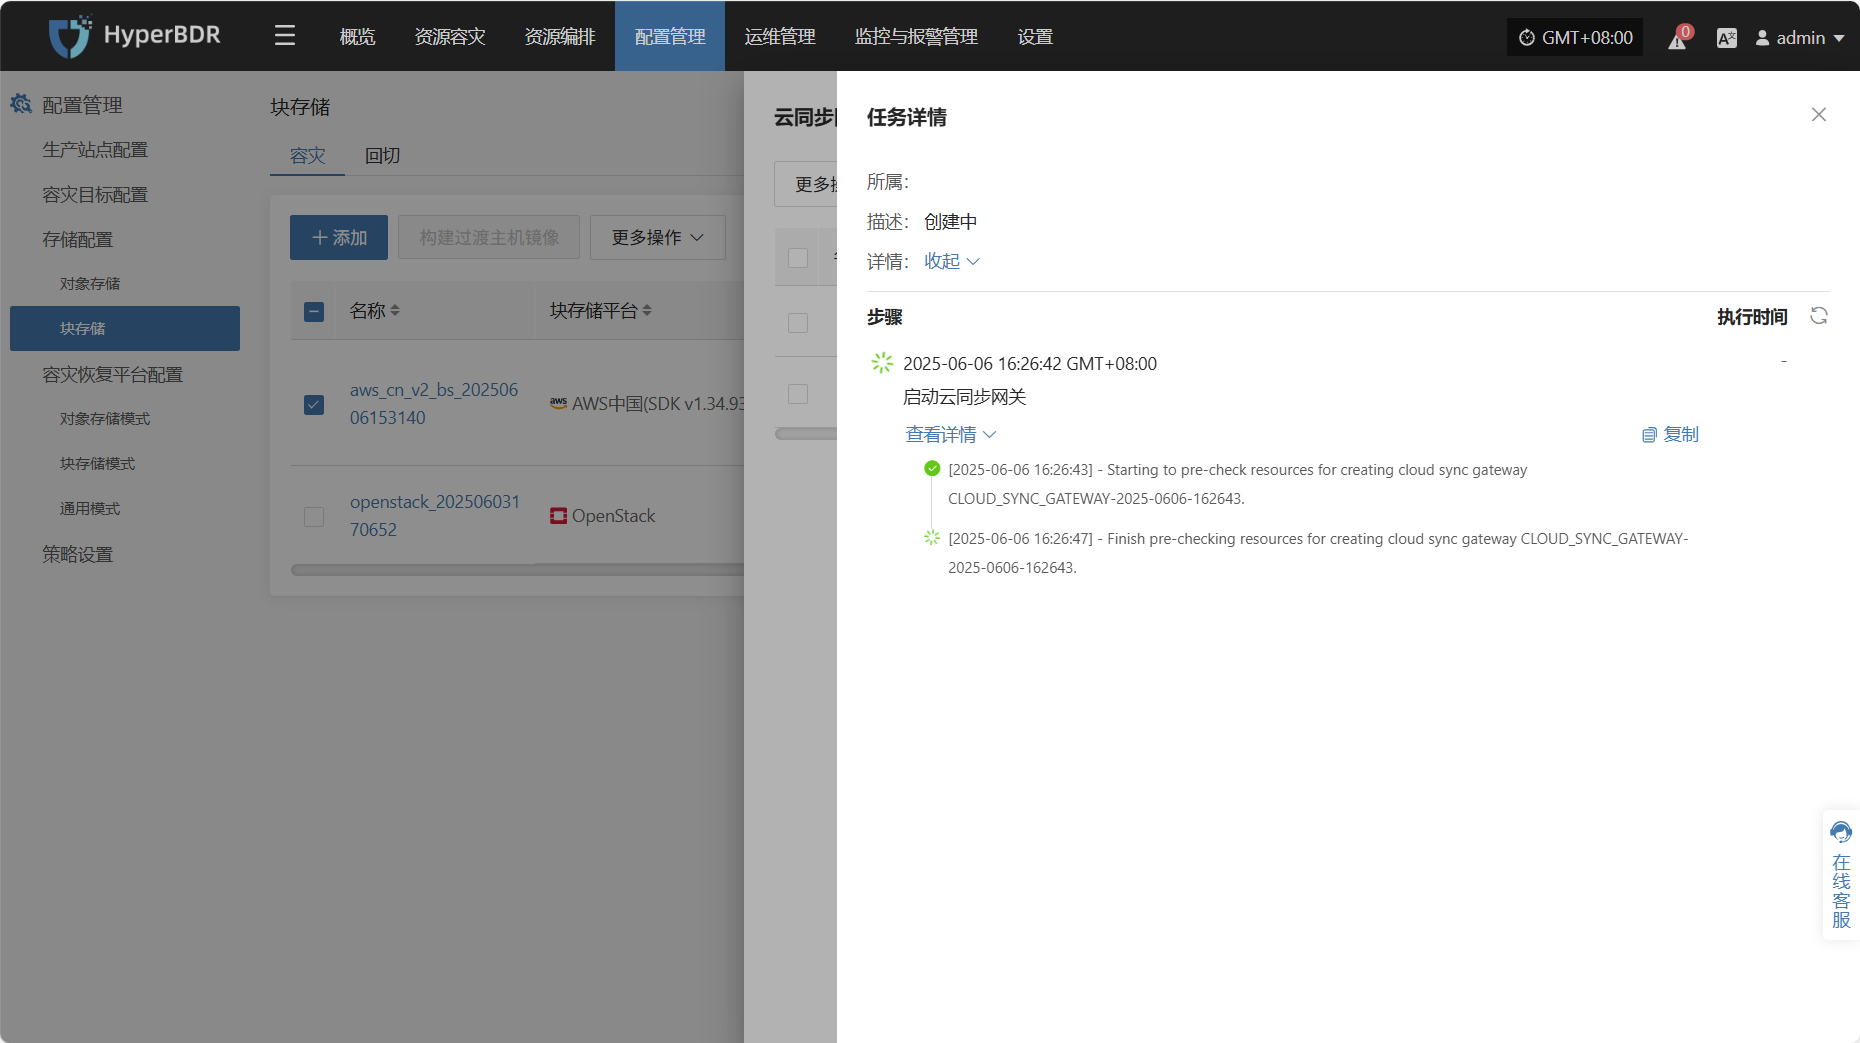 HyperBDR
概览
资源容灾
资源编排
配置管理
运维管理
监控与报警管理
设置
GMT+08:00
0
admin
配置管理
生产站点配置
容灾目标配置
存储配置
对象存储
块存储
容灾恢复平台配置
对象存储模式
块存储模式
通用模式
策略设置
块存储
容灾
回切
添加
构建过渡主机镜像
更多操作
名称
块存储平台
aws_cn_v2_bs_202506
06153140
aws AWS中国(SDK v1.34.93
openstack_202506031
70652
OpenStack
云同步
更多
任务详情
所属：
描述： 创建中
详情： 收起
步骤
执行时间
2025-06-06 16:26:42 GMT+08:00
-
启动云同步网关
查看详情
复制
[2025-06-06 16:26:43] - Starting to pre-check resources for creating cloud sync gateway
CLOUD_SYNC_GATEWAY-2025-0606-162643.
[2025-06-06 16:26:47] - Finish pre-checking resources for creating cloud sync gateway CLOUD_SYNC_GATEWAY-
2025-0606-162643.
在线客服